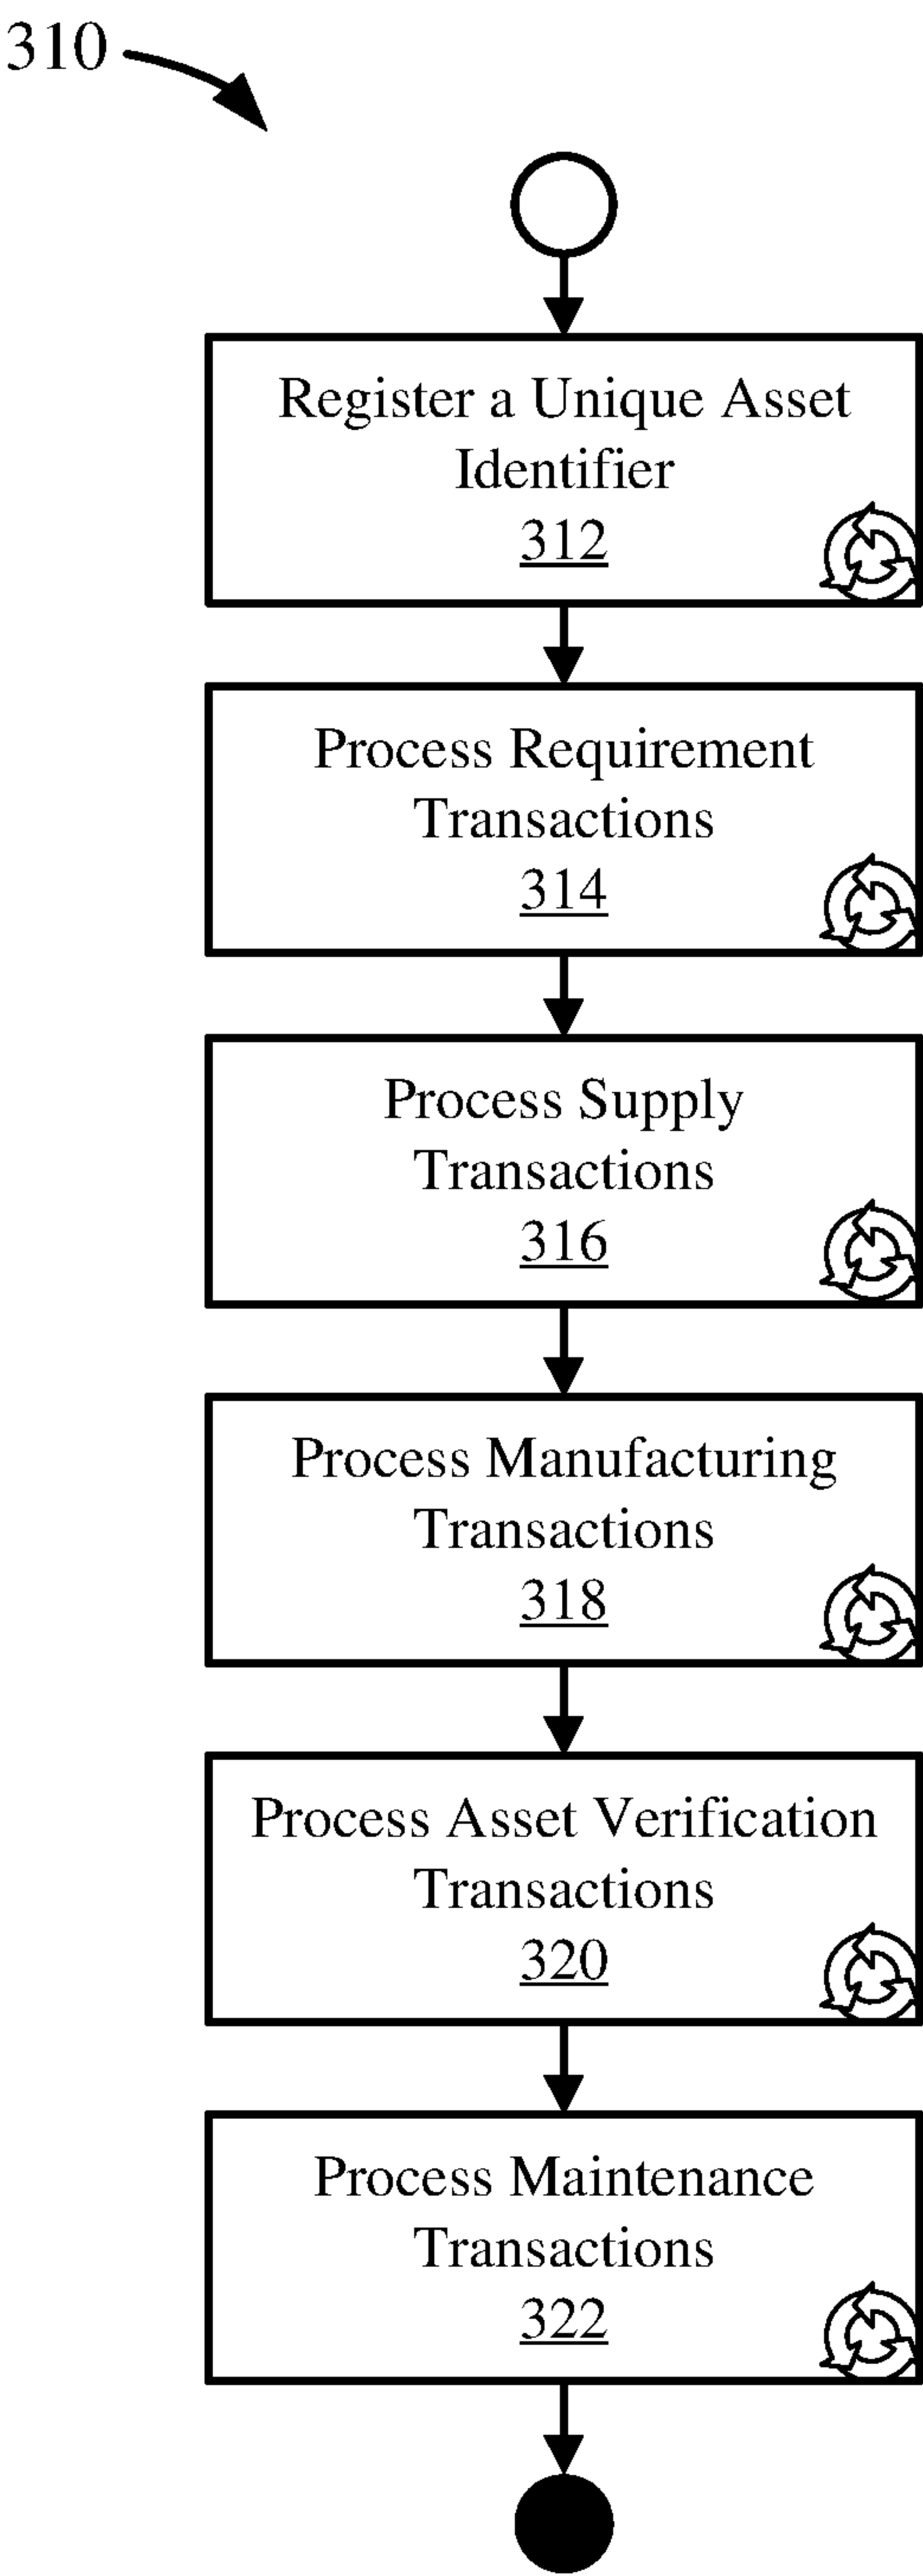 310
Register a Unique Asset
Identifier
312
Process Requirement
Transactions
314
Process Supply
Transactions
316
Process Manufacturing
Transactions
318
Process Asset Verification
Transactions
320
Process Maintenance
Transactions
322